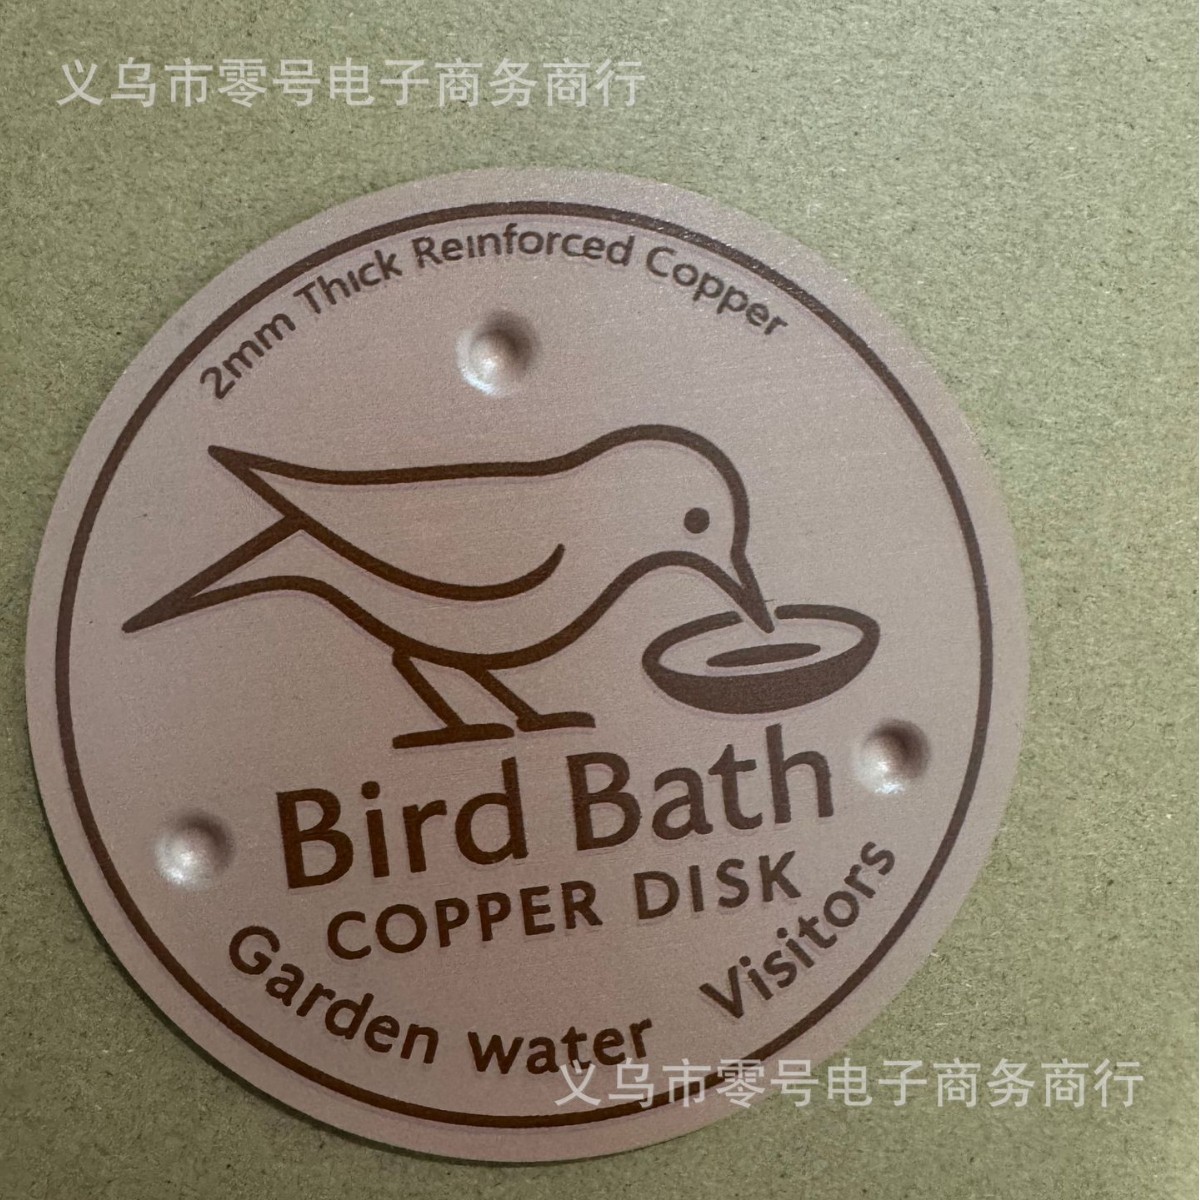 义乌市零号电子商务商行
2mm Thick Reinforced Copper
Bird Bath
COPPER DISK
Garden water Visitors
义乌市零号电子商务商行